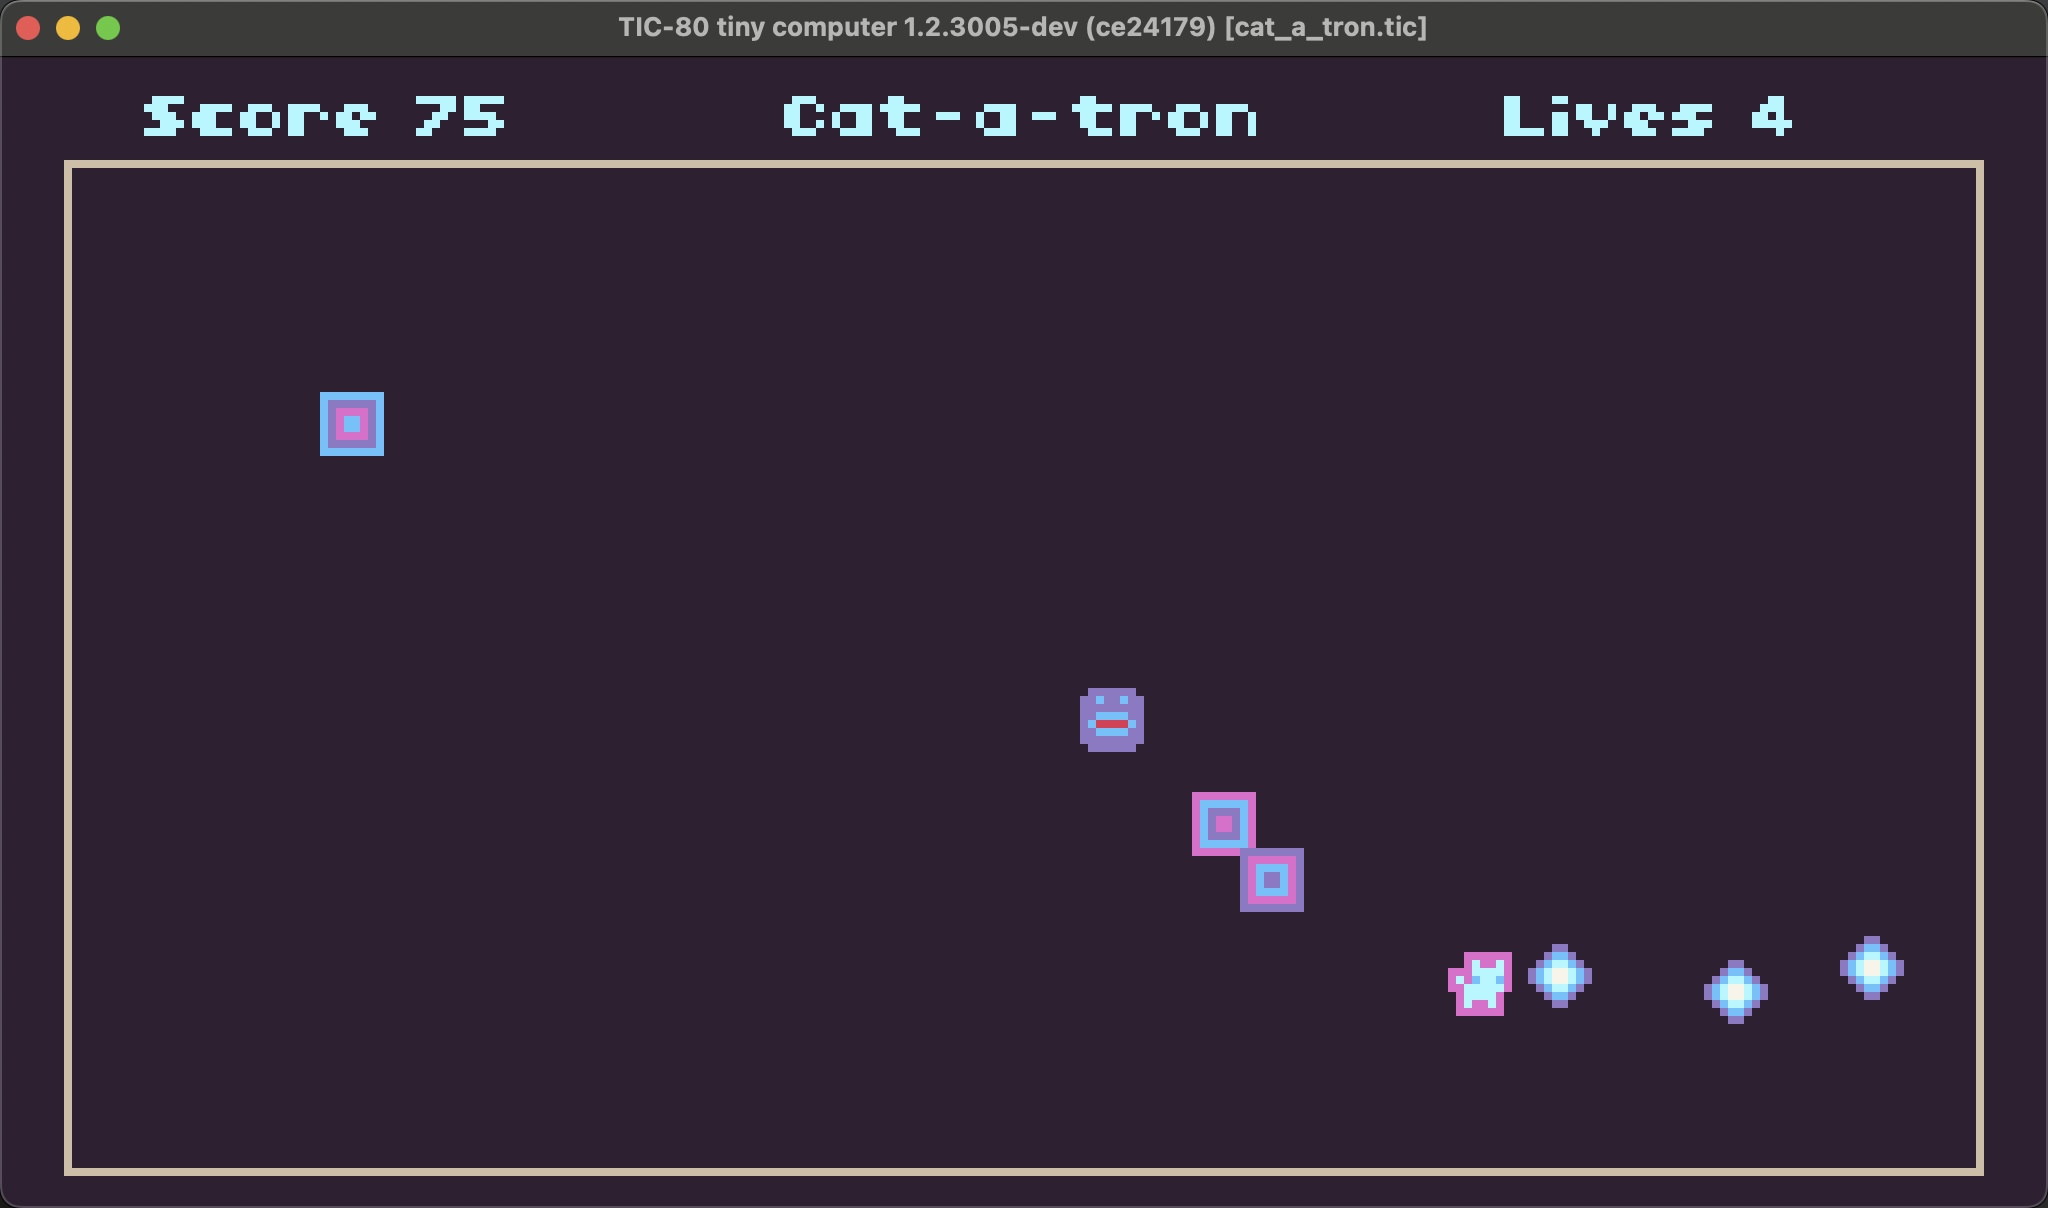 TIC-80 tiny computer 1.2.3005-dev (ce24179) [cat_a_tron.tic]
Score 75 Cat-a-tron Lives 4